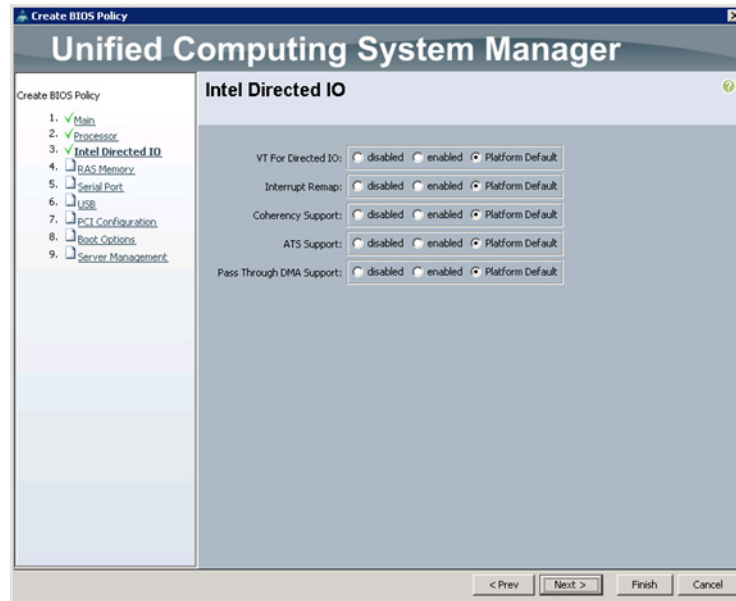 Create BIOS Policy
Unified Computing System Manager
Create BIOS Policy
1. Main
2. Processor
3. Intel Directed IO
4. RAS Memory
5. Serial Port
6. USB
7. PCI Configuration
8. Boot Options
9. Server Management
Intel Directed IO
VT For Directed IO: disabled enabled Platform Default
Interrupt Remap: disabled enabled Platform Default
Coherency Support: disabled enabled Platform Default
ATS Support: disabled enabled Platform Default
Pass Through DMA Support: disabled enabled Platform Default
< Prev Next > Finish Cancel